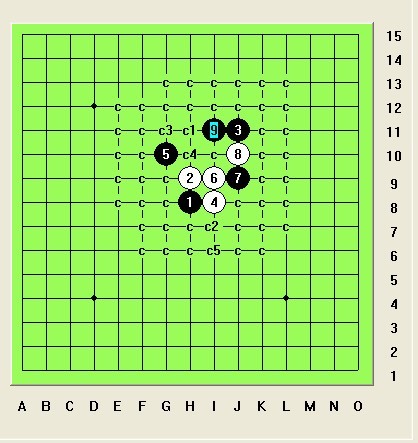 15
14
c c c c c c 13
c c c c c c c c 12
c c c3 c1 9 3 c c 11
c c 5 c4 c 8 c c 10
c c c 2 6 7 c c 9
c c c 1 4 c c c 8
c c c c2 c c c 7
c c c c5 c c 6
5
4
3
2
1
A B C D E F G H I J K L M N O